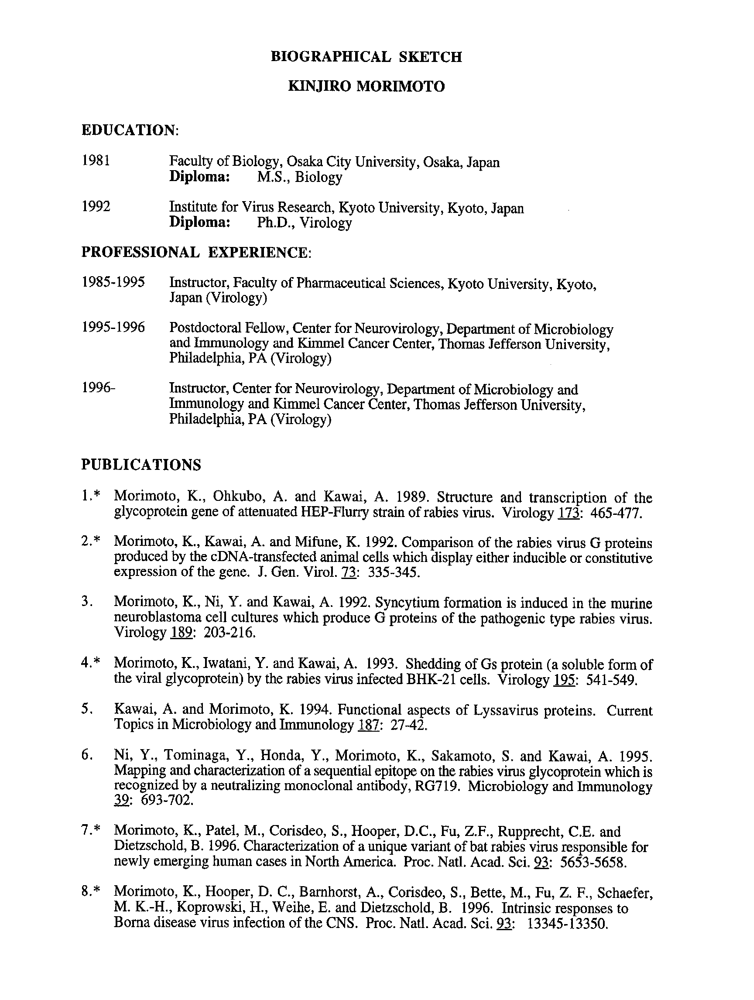 BIOGRAPHICAL SKETCH
KINJIRO MORIMOTO
EDUCATION:
1981 Faculty of Biology, Osaka City University, Osaka, Japan
Diploma: M.S., Biology
1992 Institute for Virus Research, Kyoto University, Kyoto, Japan
Diploma: Ph.D., Virology
PROFESSIONAL EXPERIENCE:
1985-1995 Instructor, Faculty of Pharmaceutical Sciences, Kyoto University, Kyoto,
Japan (Virology)
1995-1996 Postdoctoral Fellow, Center for Neurovirology, Department of Microbiology
and Immunology and Kimmel Cancer Center, Thomas Jefferson University,
Philadelphia, PA (Virology)
1996- Instructor, Center for Neurovirology, Department of Microbiology and
Immunology and Kimmel Cancer Center, Thomas Jefferson University,
Philadelphia, PA (Virology)
PUBLICATIONS
1.* Morimoto, K., Ohkubo, A. and Kawai, A. 1989. Structure and transcription of the
glycoprotein gene of attenuated HEP-Flurry strain of rabies virus. Virology 173: 465-477.
2.* Morimoto, K., Kawai, A. and Mifune, K. 1992. Comparison of the rabies virus G proteins
produced by the cDNA-transfected animal cells which display either inducible or constitutive
expression of the gene. J. Gen. Virol. 73: 335-345.
3. Morimoto, K., Ni, Y. and Kawai, A. 1992. Syncytium formation is induced in the murine
neuroblastoma cell cultures which produce G proteins of the pathogenic type rabies virus.
Virology 189: 203-216.
4.* Morimoto, K., Iwatani, Y. and Kawai, A. 1993. Shedding of Gs protein (a soluble form of
the viral glycoprotein) by the rabies virus infected BHK-21 cells. Virology 195: 541-549.
5. Kawai, A. and Morimoto, K. 1994. Functional aspects of Lyssavirus proteins. Current
Topics in Microbiology and Immunology 187: 27-42.
6. Ni, Y., Tominaga, Y., Honda, Y., Morimoto, K., Sakamoto, S. and Kawai, A. 1995.
Mapping and characterization of a sequential epitope on the rabies virus glycoprotein which is
recognized by a neutralizing monoclonal antibody, RG719. Microbiology and Immunology
39: 693-702.
7.* Morimoto, K., Patel, M., Corisdeo, S., Hooper, D.C., Fu, Z.F., Rupprecht, C.E. and
Dietzschold, B. 1996. Characterization of a unique variant of bat rabies virus responsible for
newly emerging human cases in North America. Proc. Natl. Acad. Sci. 93: 5653-5658.
8.* Morimoto, K., Hooper, D. C., Barnhorst, A., Corisdeo, S., Bette, M., Fu, Z. F., Schaefer,
M. K.-H., Koprowski, H., Weihe, E. and Dietzschold, B. 1996. Intrinsic responses to
Borna disease virus infection of the CNS. Proc. Natl. Acad. Sci. 93: 13345-13350.